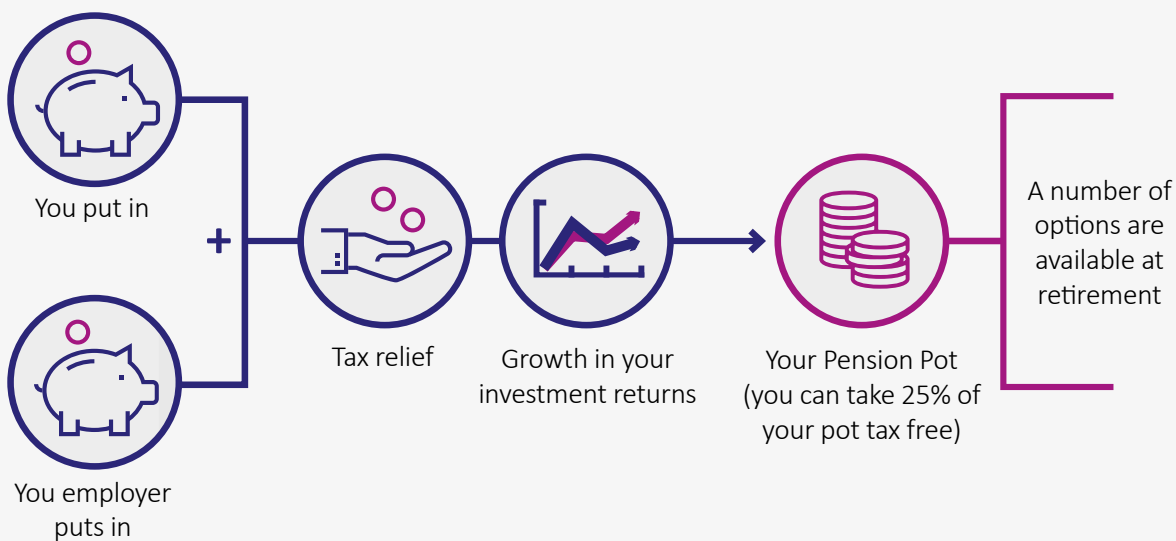 You put in
+
You employer
puts in
Tax relief
Growth in your
investment returns
Your Pension Pot
(you can take 25% of
your pot tax free)
A number of
options are
available at
retirement